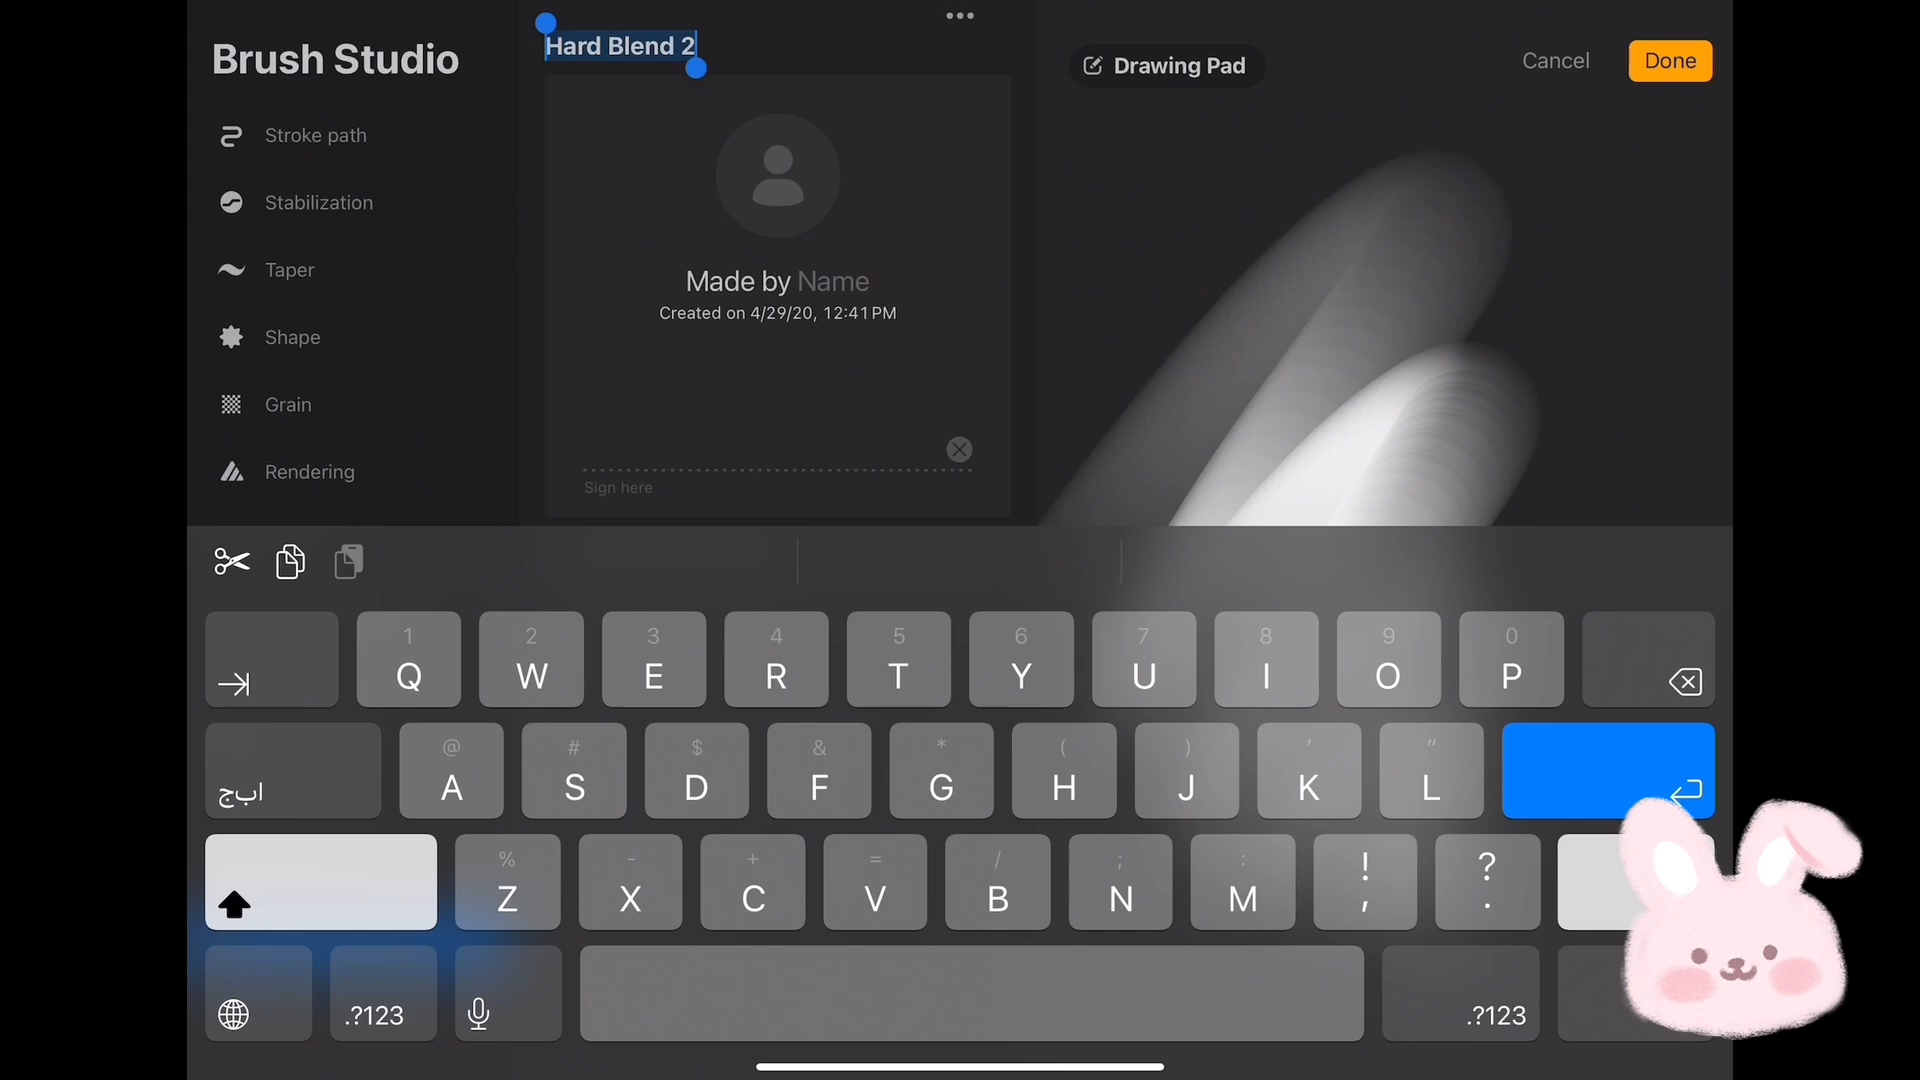 Brush Studio
Stroke path
Stabilization
Taper
Shape
Grain
Rendering
Hard Blend 2
Made by Name
Created on 4/29/20, 12:41 PM
Sign here
Drawing Pad
Cancel
Done
1 2 3 4 5 6 7 8 9 0
Q W E R T Y U I O P
@ # $ & * ( ) ' "
ابج A S D F G H J K L
% - + = / ; : ! ?
Z X C V B N M , .
.?123 .?123